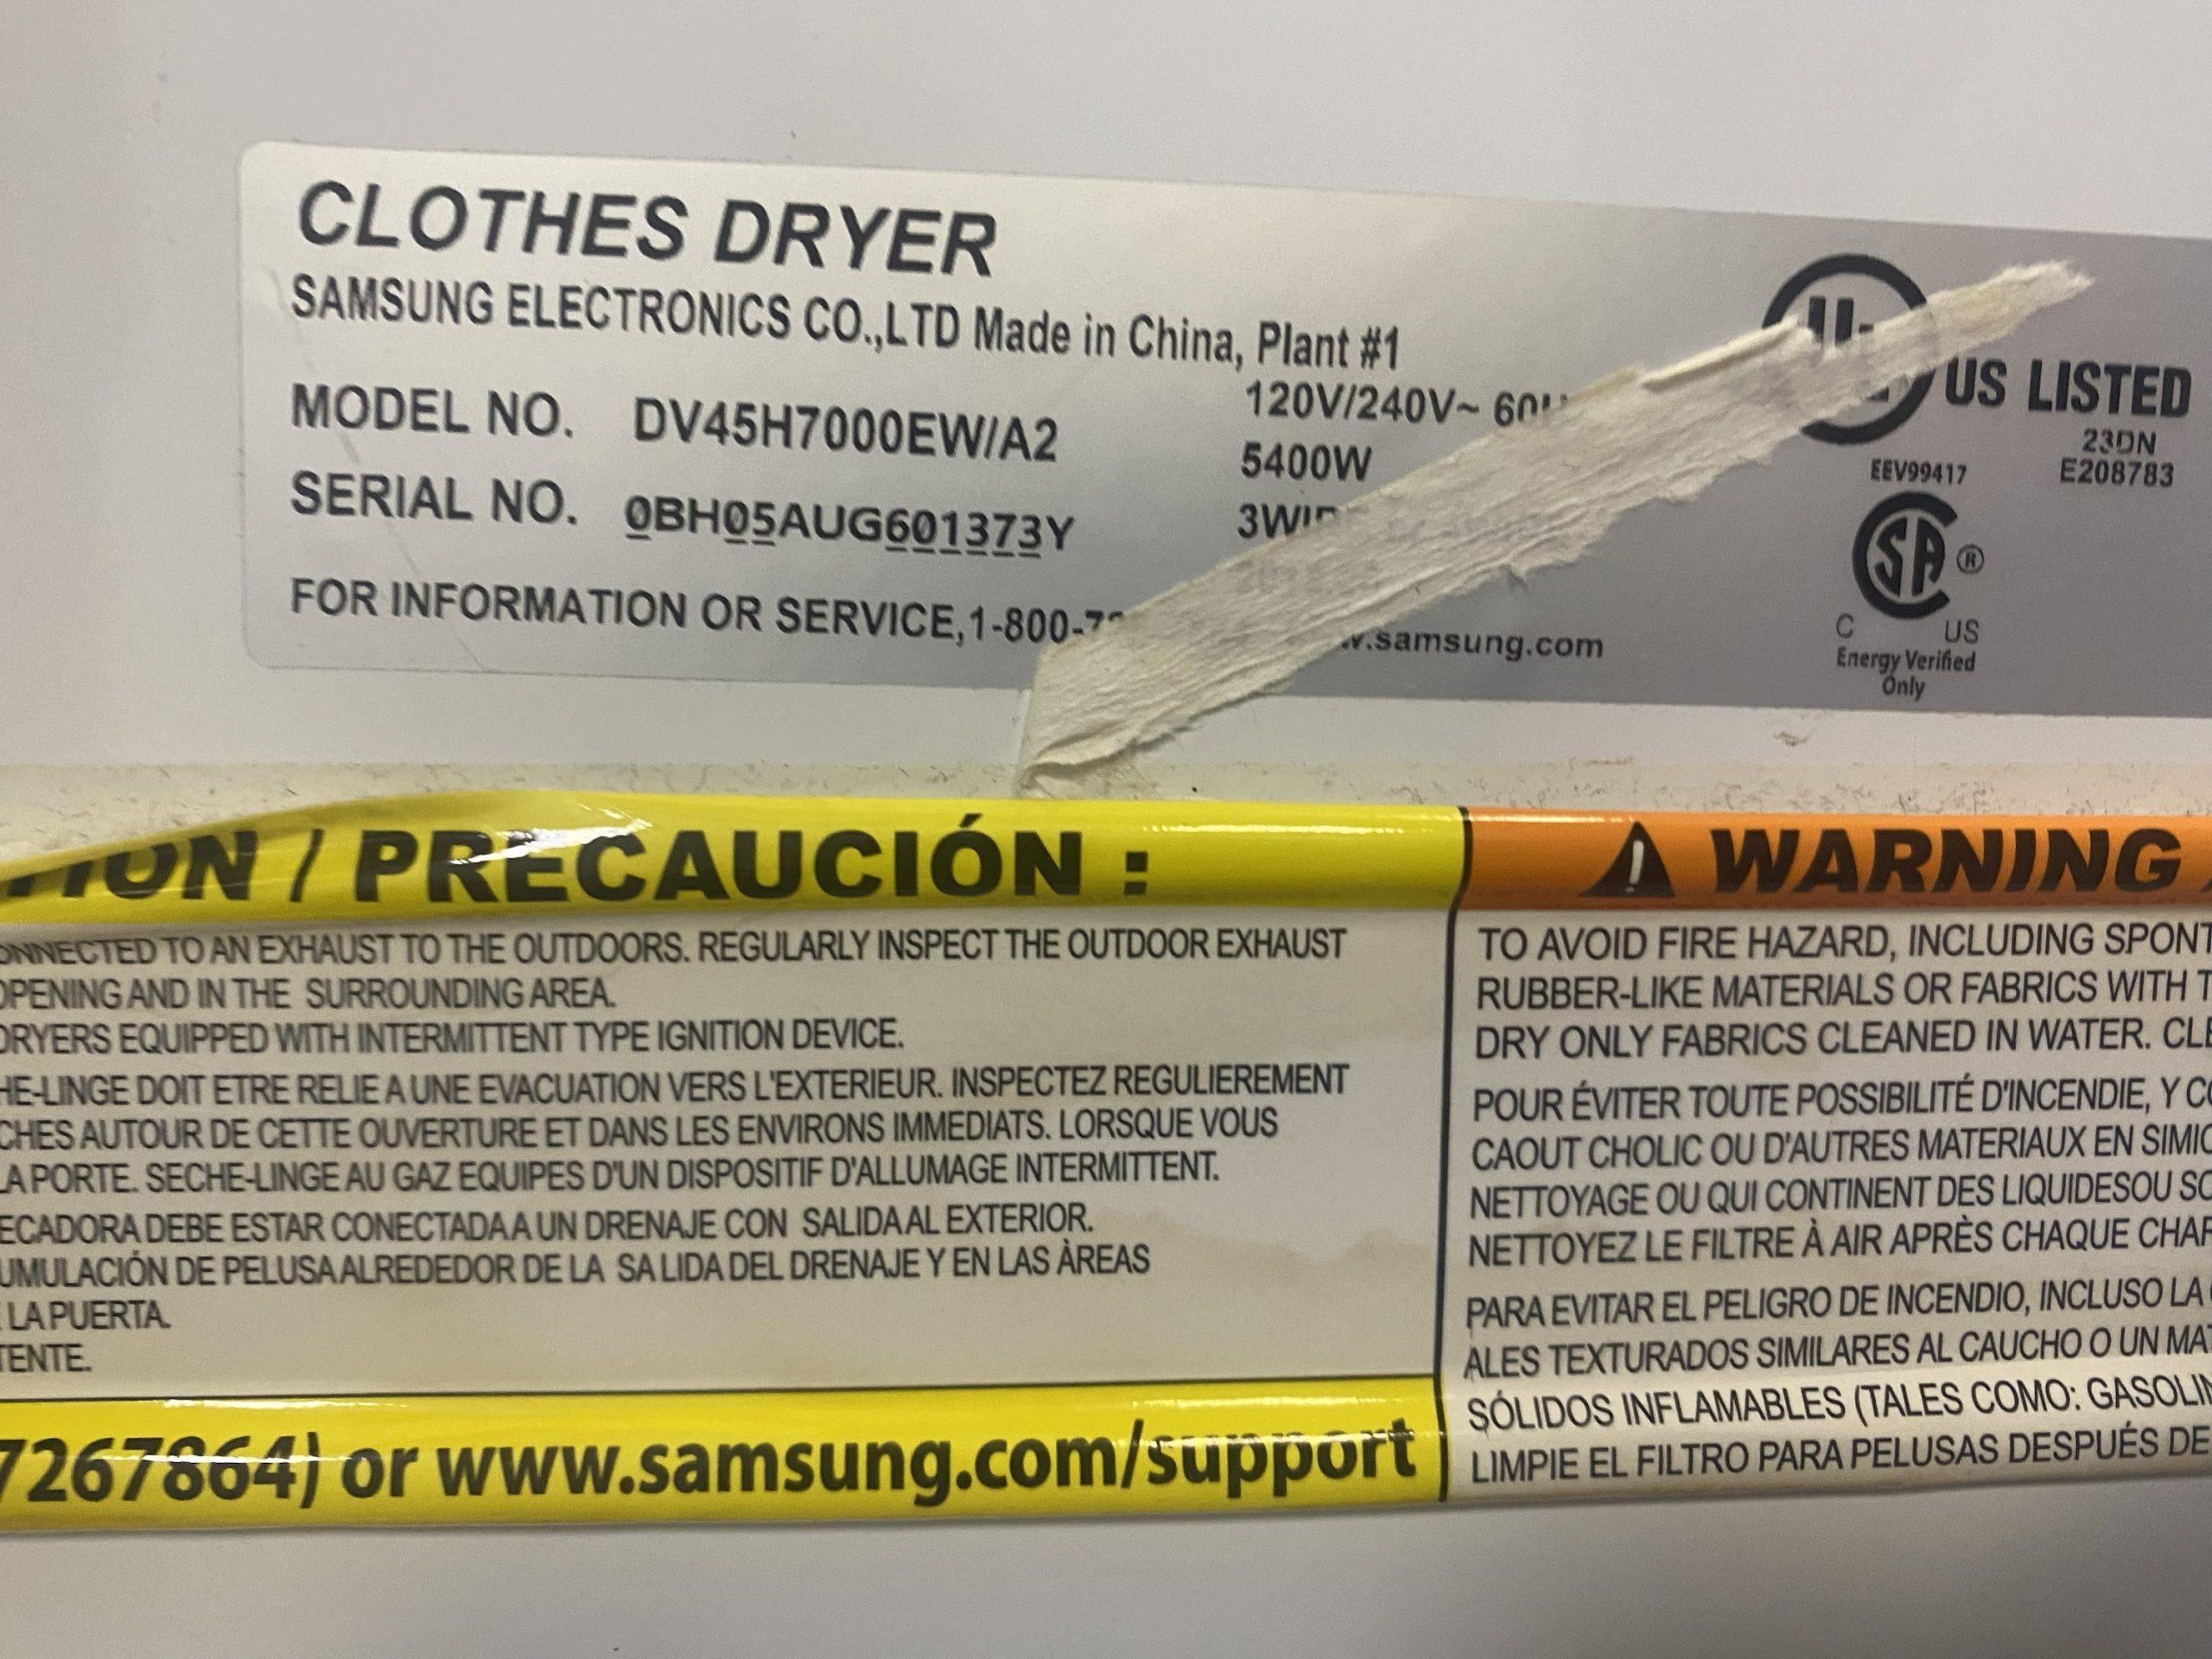 CLOTHES DRYER
SAMSUNG ELECTRONICS CO.,LTD Made in China, Plant #1
MODEL NO. DV45H7000EW/A2
SERIAL NO. 0BH05AUG601373Y
FOR INFORMATION OR SERVICE,1-800-7
120V/240V~ 60
5400W
.samsung.com
US LISTED
23DN
EEV99417 E208783
SA ®
C US
Energy Verified
Only
/ PRECAUCIÓN :
TO AN EXHAUST TO THE OUTDOORS. REGULARLY INSPECT THE OUTDOOR EXHAUST
OPENING AND IN THE SURROUNDING AREA.
DRYERS EQUIPPED WITH INTERMITTENT TYPE IGNITION DEVICE.
HE-LINGE DOIT ETRE RELIE A UNE EVACUATION VERS L'EXTERIEUR. INSPECTEZ REGULIEREMENT
CHES AUTOUR DE CETTE OUVERTURE ET DANS LES ENVIRONS IMMEDIATS. LORSQUE VOUS
LA PORTE. SECHE-LINGE AU GAZ EQUIPES D'UN DISPOSITIF D'ALLUMAGE INTERMITTENT.
ECADORA DEBE ESTAR CONECTADA A UN DRENAJE CON SALIDA AL EXTERIOR.
UMULACIÓN DE PELUSA ALREDEDOR DE LA SA LIDA DEL DRENAJE Y EN LAS ÀREAS
LA PUERTA.
TENTE.
7267864) or www.samsung.com/support
WARNING
TO AVOID FIRE HAZARD, INCLUDING SPONT
RUBBER-LIKE MATERIALS OR FABRICS WITH T
DRY ONLY FABRICS CLEANED IN WATER. CLE
POUR ÉVITER TOUTE POSSIBILITÉ D'INCENDIE, Y CO
CAOUT CHOLIC OU D'AUTRES MATERIAUX EN SIMIC
NETTOYAGE OU QUI CONTINENT DES LIQUIDESOU SO
NETTOYEZ LE FILTRE À AIR APRÈS CHAQUE CHAR
PARA EVITAR EL PELIGRO DE INCENDIO, INCLUSO LA
ALES TEXTURADOS SIMILARES AL CAUCHO O UN MAT
SÓLIDOS INFLAMABLES (TALES COMO: GASOLIN
LIMPIE EL FILTRO PARA PELUSAS DESPUÉS DE